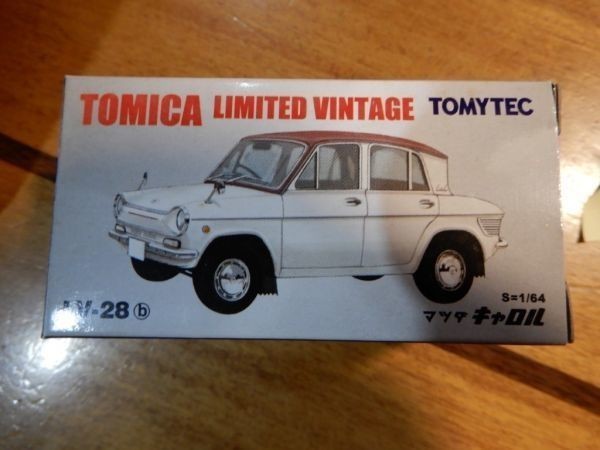 TOMICA LIMITED VINTAGE TOMYTEC
LV-28 ⓑ
S=1/64
マツダ キャロル